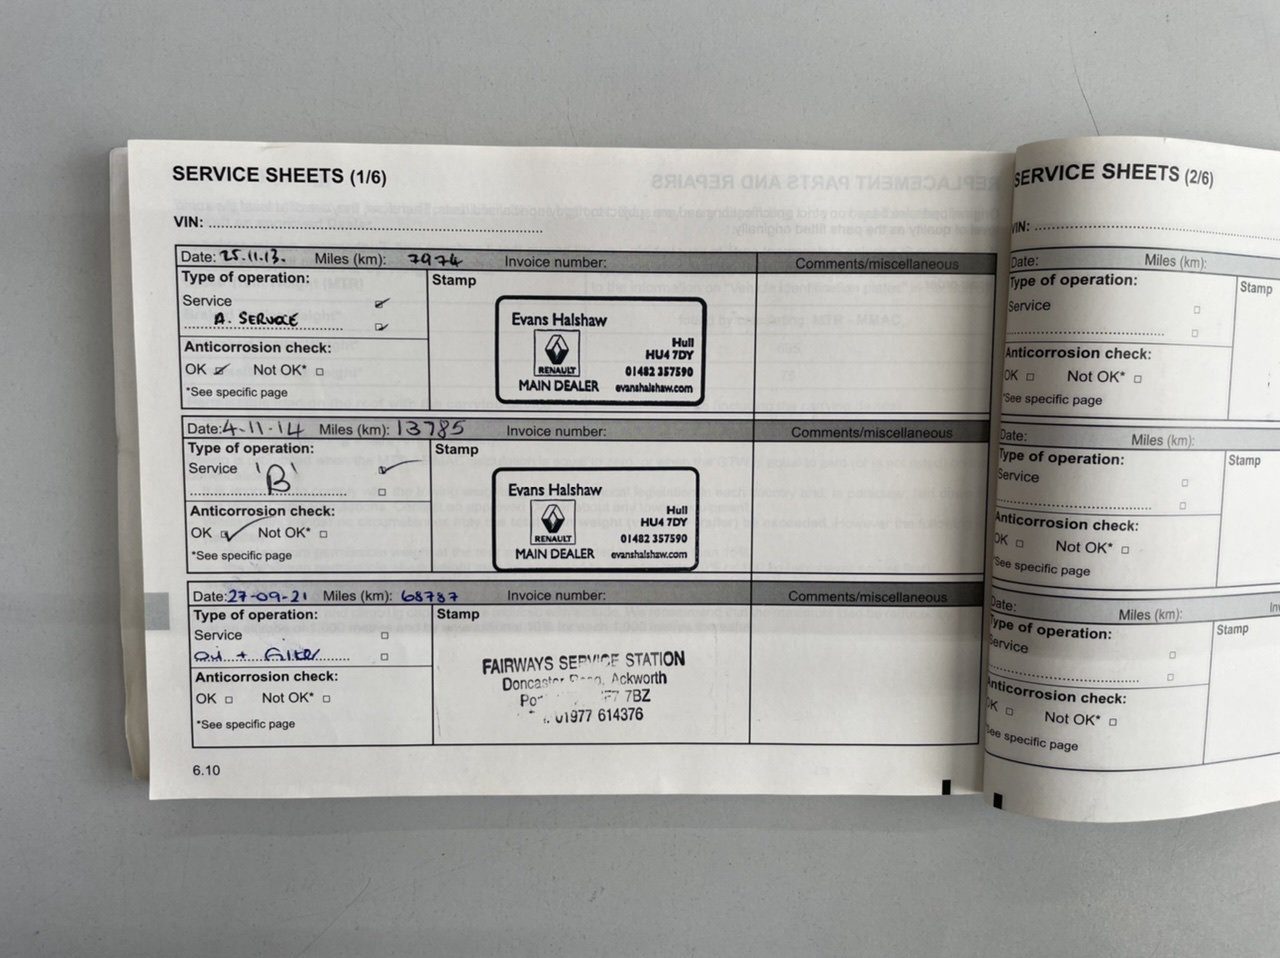 SERVICE SHEETS (1/6)
VIN:
Date: 25.11.13. Miles (km): 7974 Invoice number: Comments/miscellaneous
Type of operation: Stamp
Service
A. SERVICE
Anticorrosion check:
OK Not OK*
*See specific page
Evans Halshaw
Hull
HU4 7DY
RENAULT 01482 357590
MAIN DEALER evanshalshaw.com
Date: 4-11-14 Miles (km): 13785 Invoice number: Comments/miscellaneous
Type of operation: Stamp
Service 'B'
Anticorrosion check:
OK Not OK*
*See specific page
Evans Halshaw
Hull
HU4 7DY
RENAULT 01482 357590
MAIN DEALER evanshalshaw.com
Date: 27-09-21 Miles (km): 68787 Invoice number: Comments/miscellaneous
Type of operation: Stamp
Service
Oil + Filter
Anticorrosion check:
OK Not OK*
*See specific page
FAIRWAYS SERVICE STATION
Doncaster Ackworth
7BZ
01977 614376
6.10
REPLACEMENT PARTS AND REPAIRS
SERVICE SHEETS (2/6)
VIN:
Date: Miles (km):
Type of operation: Stamp
Service
Anticorrosion check:
OK Not OK*
*See specific page
Date: Miles (km):
Type of operation: Stamp
Service
Anticorrosion check:
OK Not OK*
*See specific page
Date: Miles (km):
Type of operation: Stamp
Service
Anticorrosion check:
OK Not OK*
*See specific page